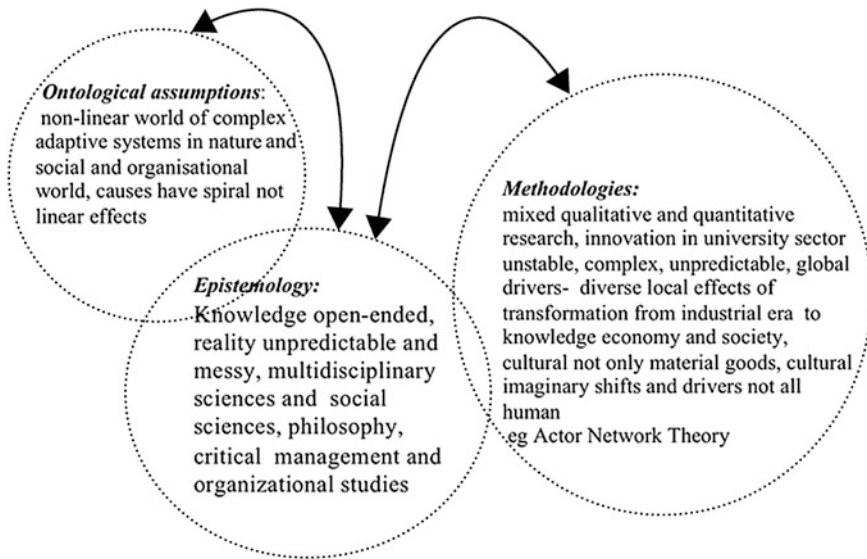 Ontological assumptions:
non-linear world of complex
adaptive systems in nature and
social and organisational
world, causes have spiral not
linear effects
Epistemology:
Knowledge open-ended,
reality unpredictable and
messy, multidisciplinary
sciences and social
sciences, philosophy,
critical management and
organizational studies
Methodologies:
mixed qualitative and quantitative
research, innovation in university sector
unstable, complex, unpredictable, global
drivers- diverse local effects of
transformation from industrial era to
knowledge economy and society,
cultural not only material goods, cultural
imaginary shifts and drivers not all
human
eg Actor Network Theory